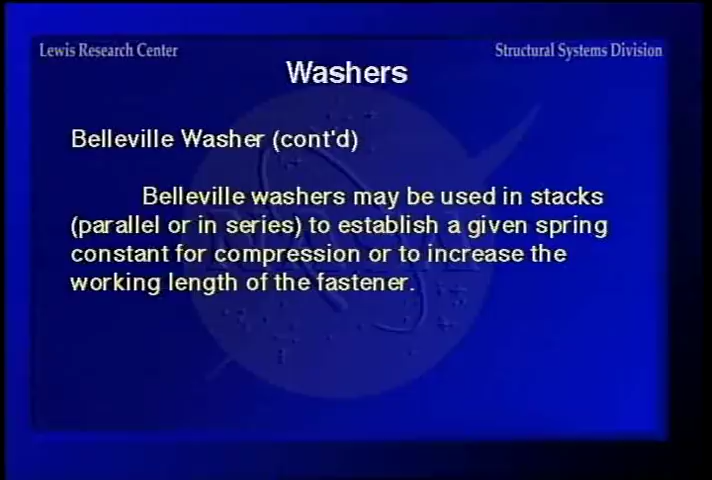 Lewis Research Center
Structural Systems Division
Washers
Belleville Washer (cont'd)
Belleville washers may be used in stacks
(parallel or in series) to establish a given spring
constant for compression or to increase the
working length of the fastener.